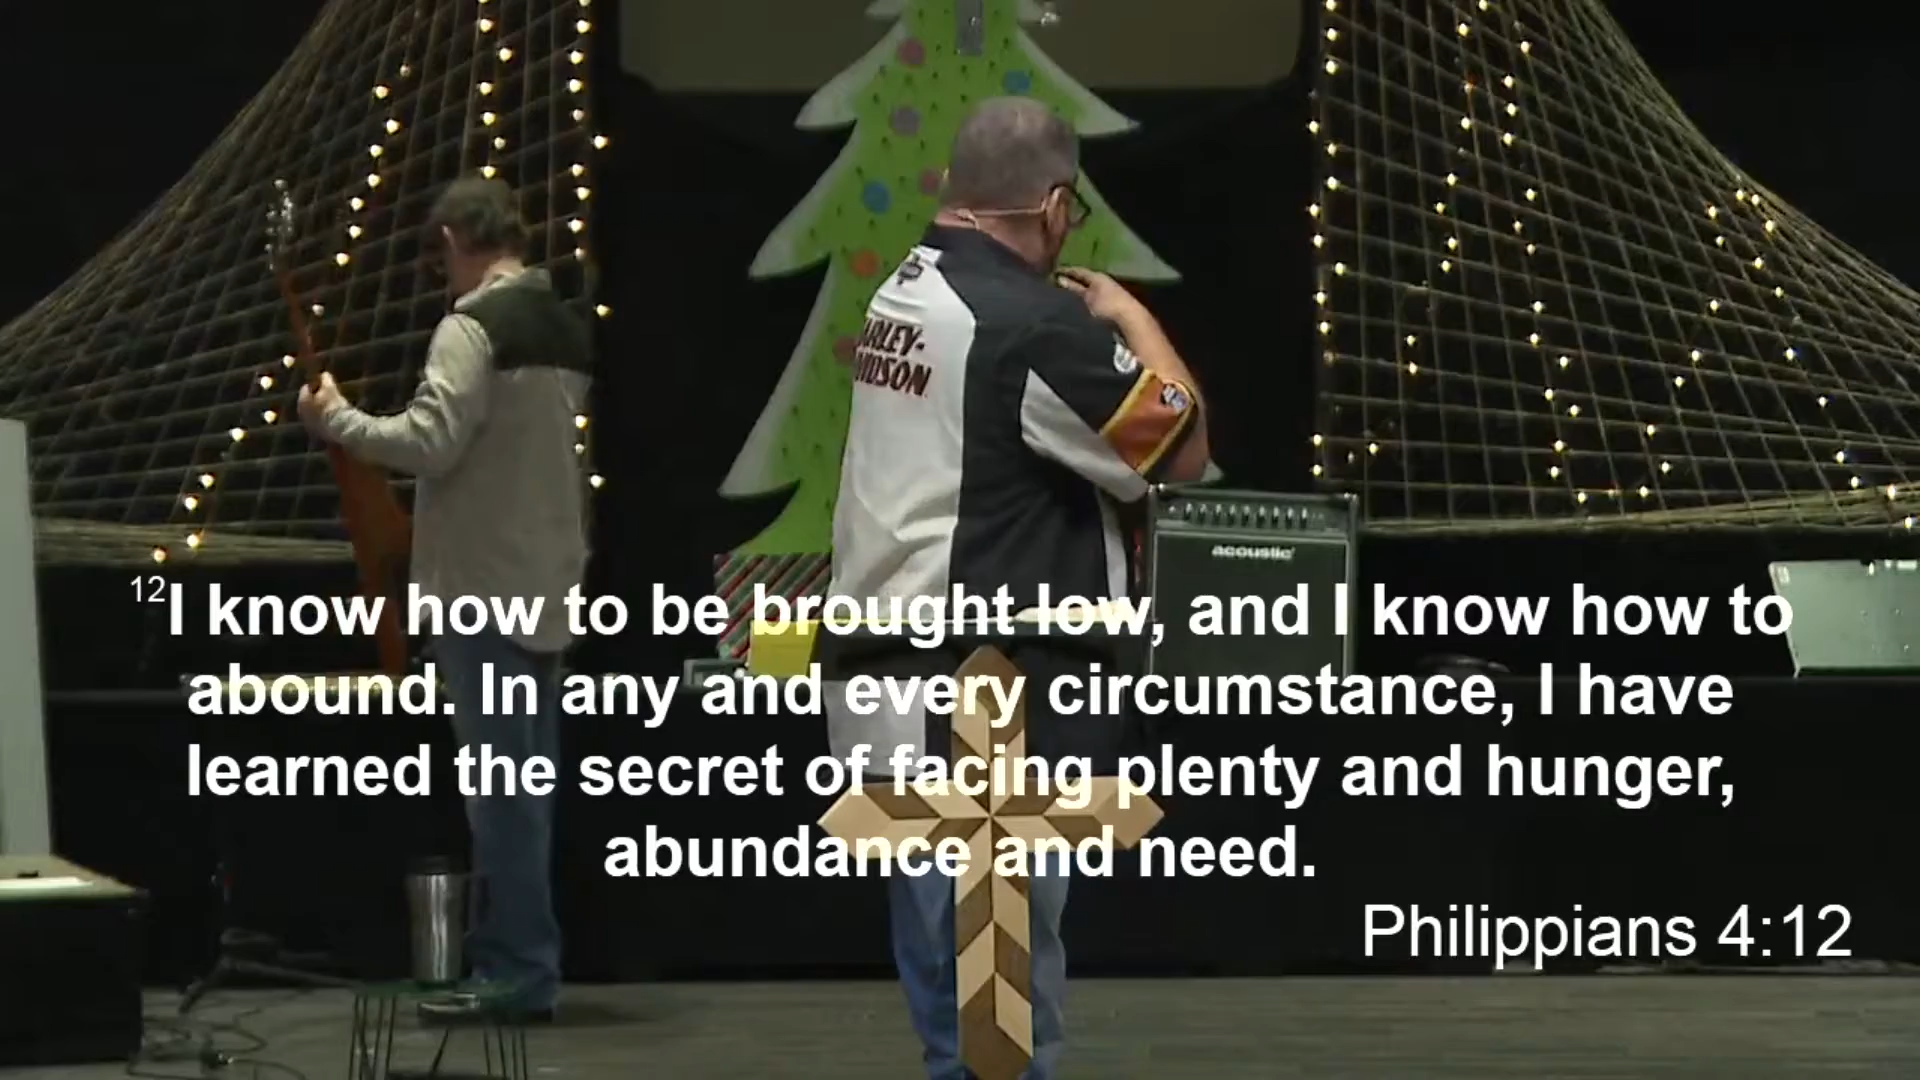 HARLEY-
DAVIDSON
acoustic
12I know how to be brought low, and I know how to
abound. In any and every circumstance, I have
learned the secret of facing plenty and hunger,
abundance and need.
Philippians 4:12